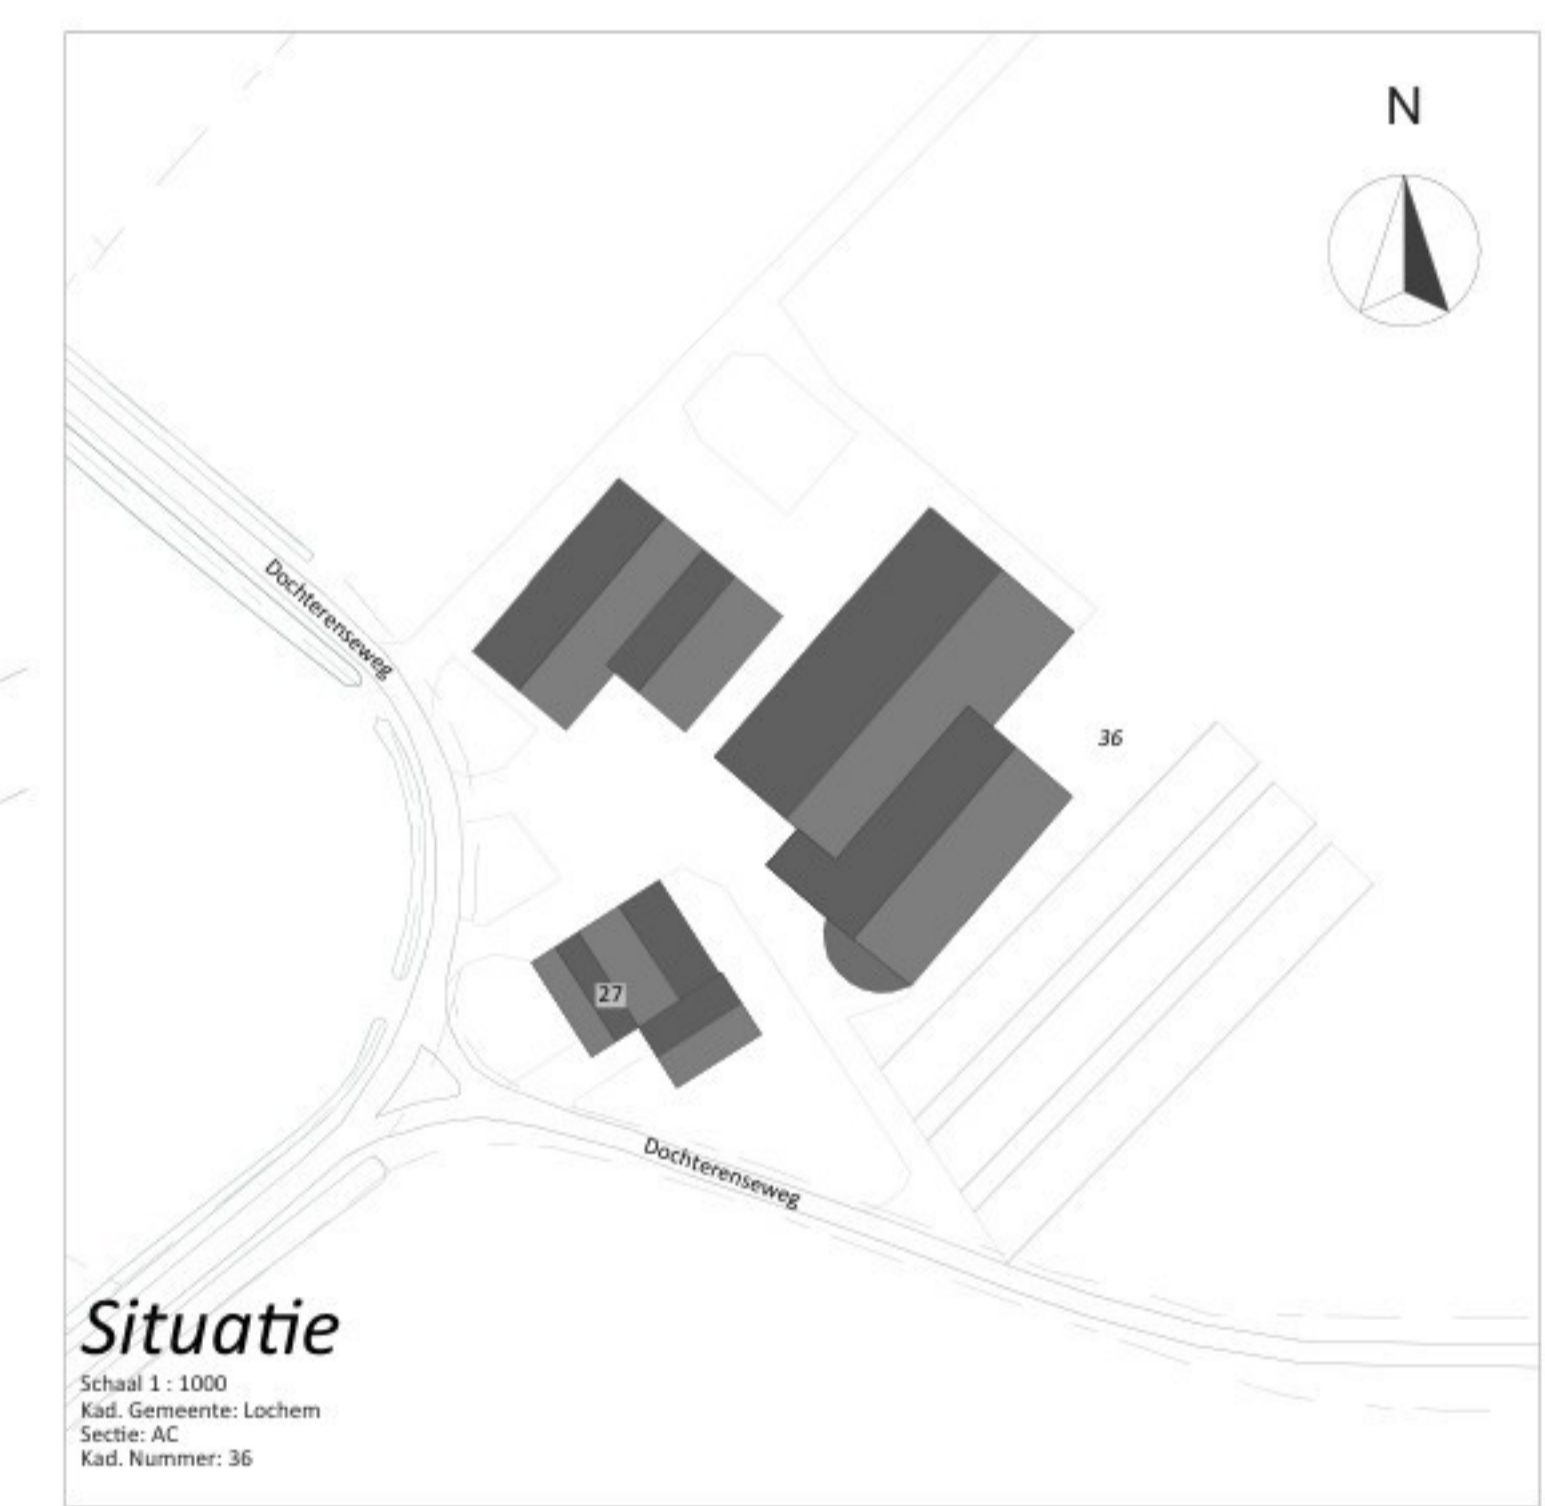 N
Dochterenseweg
36
27
Dochterenseweg
Situatie
Schaal 1 : 1000
Kad. Gemeente: Lochem
Sectie: AC
Kad. Nummer: 36